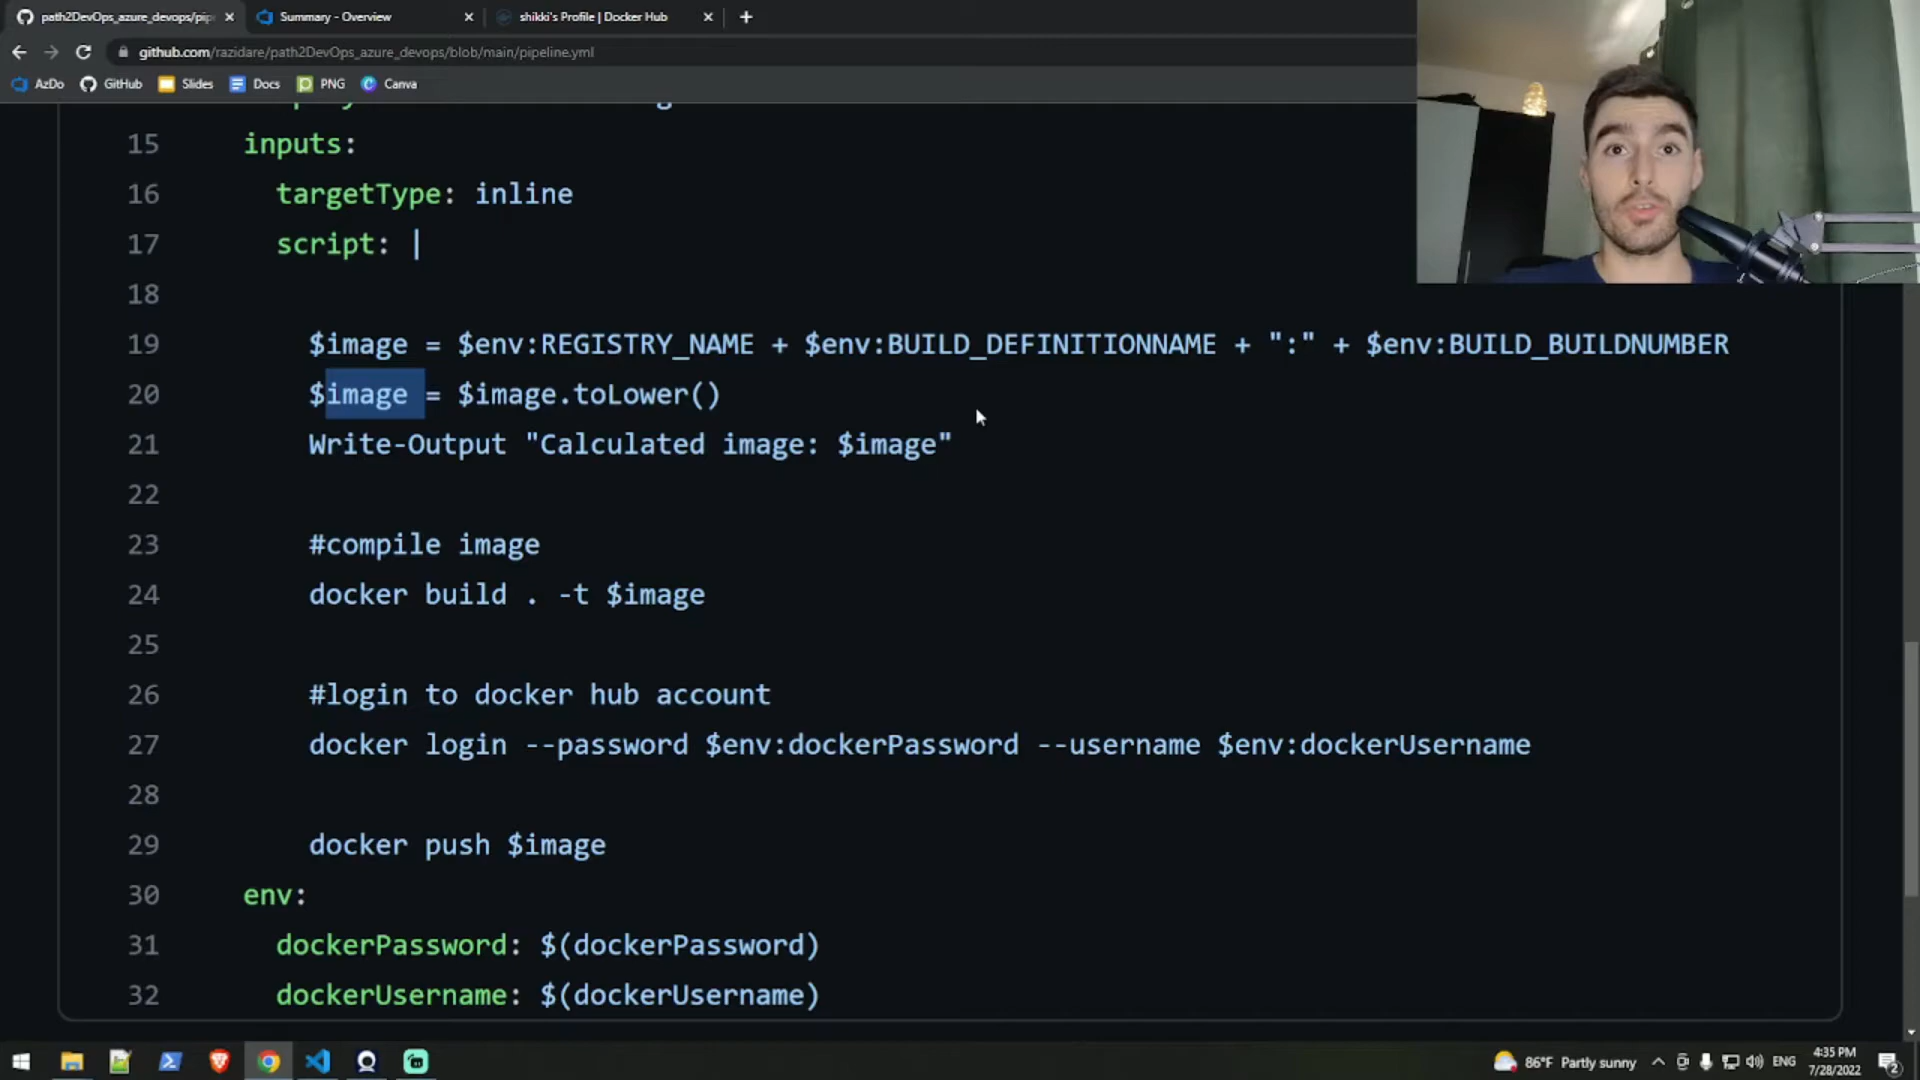 path2DevOps_azure_devops/pip
Summary - Overview
shikki's Profile | Docker Hub
github.com/razidare/path2DevOps_azure_devops/blob/main/pipeline.yml
AzDo
GitHub
Slides
Docs
PNG
Canva
15 inputs:
16 targetType: inline
17 script: |
18
19 $image = $env:REGISTRY_NAME + $env:BUILD_DEFINITIONNAME + ":" + $env:BUILD_BUILDNUMBER
20 $image = $image.toLower()
21 Write-Output "Calculated image: $image"
22
23 #compile image
24 docker build . -t $image
25
26 #login to docker hub account
27 docker login --password $env:dockerPassword --username $env:dockerUsername
28
29 docker push $image
30 env:
31 dockerPassword: $(dockerPassword)
32 dockerUsername: $(dockerUsername)
86°F Partly sunny
ENG
4:35 PM
7/28/2022
2